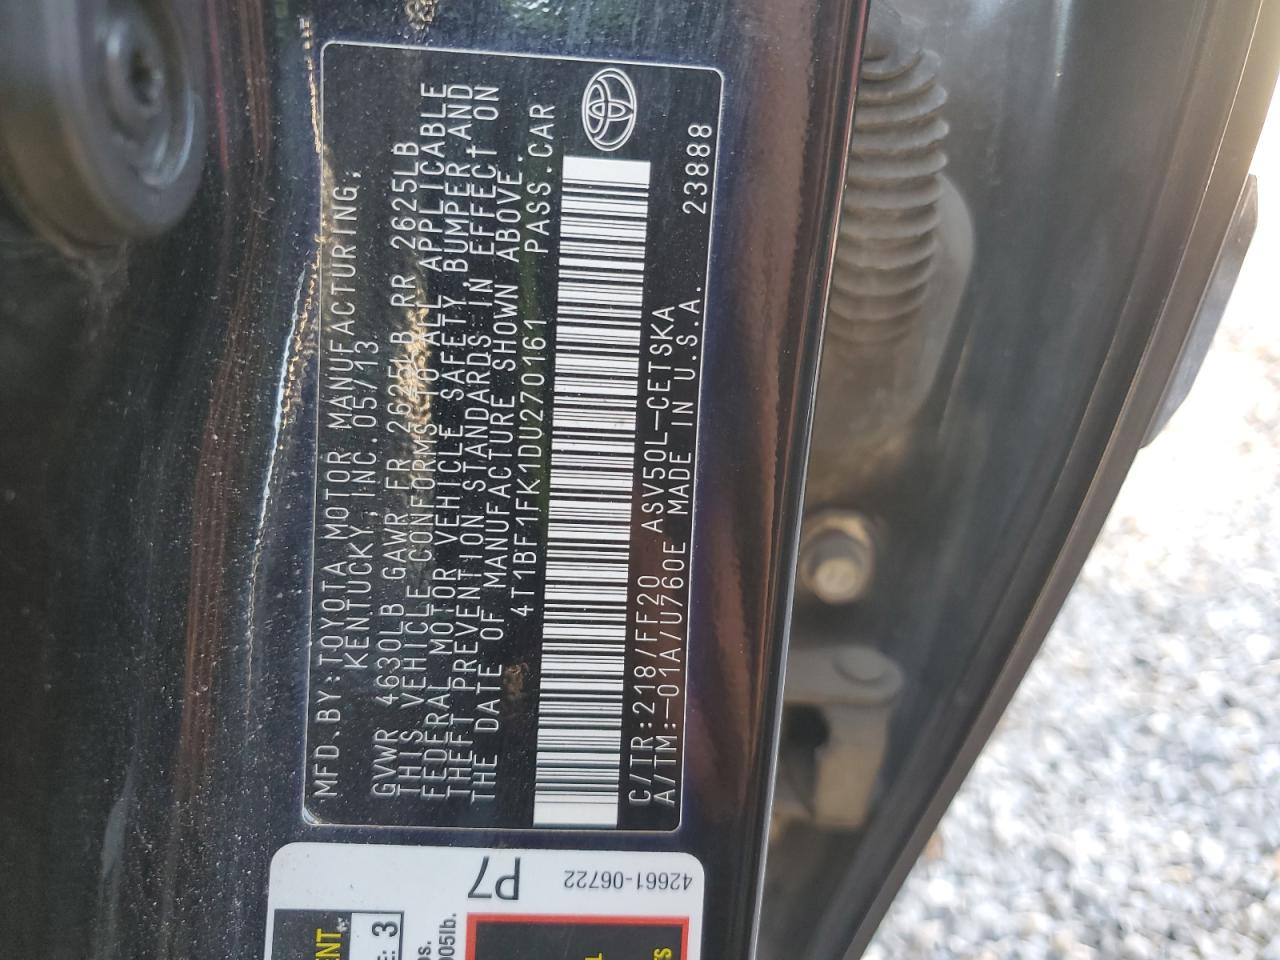 MFD.BY:TOYOTA MOTOR MANUFACTURING,
KENTUCKY,INC.05/13
GVWR 4630LB GAWR FR 2625LB RR 2625LB
THIS VEHICLE CONFORMS TO ALL APPLICABLE
FEDERAL MOTOR VEHICLE SAFETY,BUMPER,AND
THEFT PREVENTION STANDARDS IN EFFECT ON
THE DATE OF MANUFACTURE SHOWN ABOVE.
4T1BF1FK1DU270161 PASS.CAR
C/TR:218/FF20 ASV50L-CETSKA
A/TM:-01A/U760E MADE IN U.S.A. 23888
P7
42661-06722
3